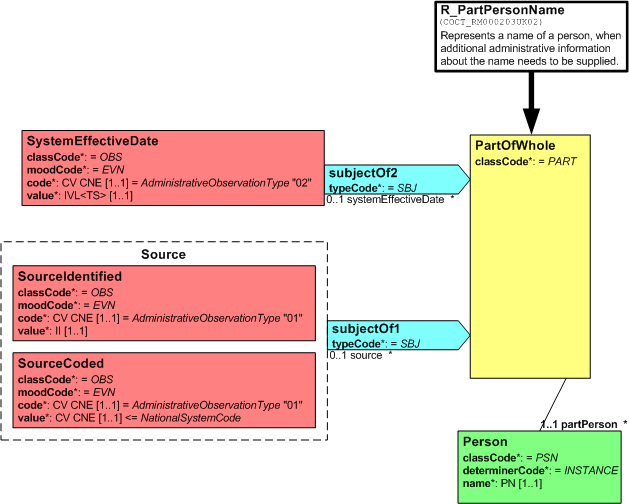 R_PartPersonName
(COCT_RM000203UK02)
Represents a name of a person, when
additional administrative information
about the name needs to be supplied.
SystemEffectiveDate
classCode*: = OBS
moodCode*: = EVN
code*: CV CNE [1..1] = AdministrativeObservationType "02"
value*: IVL<TS> [1..1]
subjectOf2
typeCode*: = SBJ
0..1 systemEffectiveDate *
PartOfWhole
classCode*: = PART
Source
SourceIdentified
classCode*: = OBS
moodCode*: = EVN
code*: CV CNE [1..1] = AdministrativeObservationType "01"
value*: II [1..1]
subjectOf1
typeCode*: = SBJ
0..1 source *
SourceCoded
classCode*: = OBS
moodCode*: = EVN
code*: CV CNE [1..1] = AdministrativeObservationType "01"
value*: CV CNE [1..1] <= NationalSystemCode
1..1 partPerson *
Person
classCode*: = PSN
determinerCode*: = INSTANCE
name*: PN [1..1]